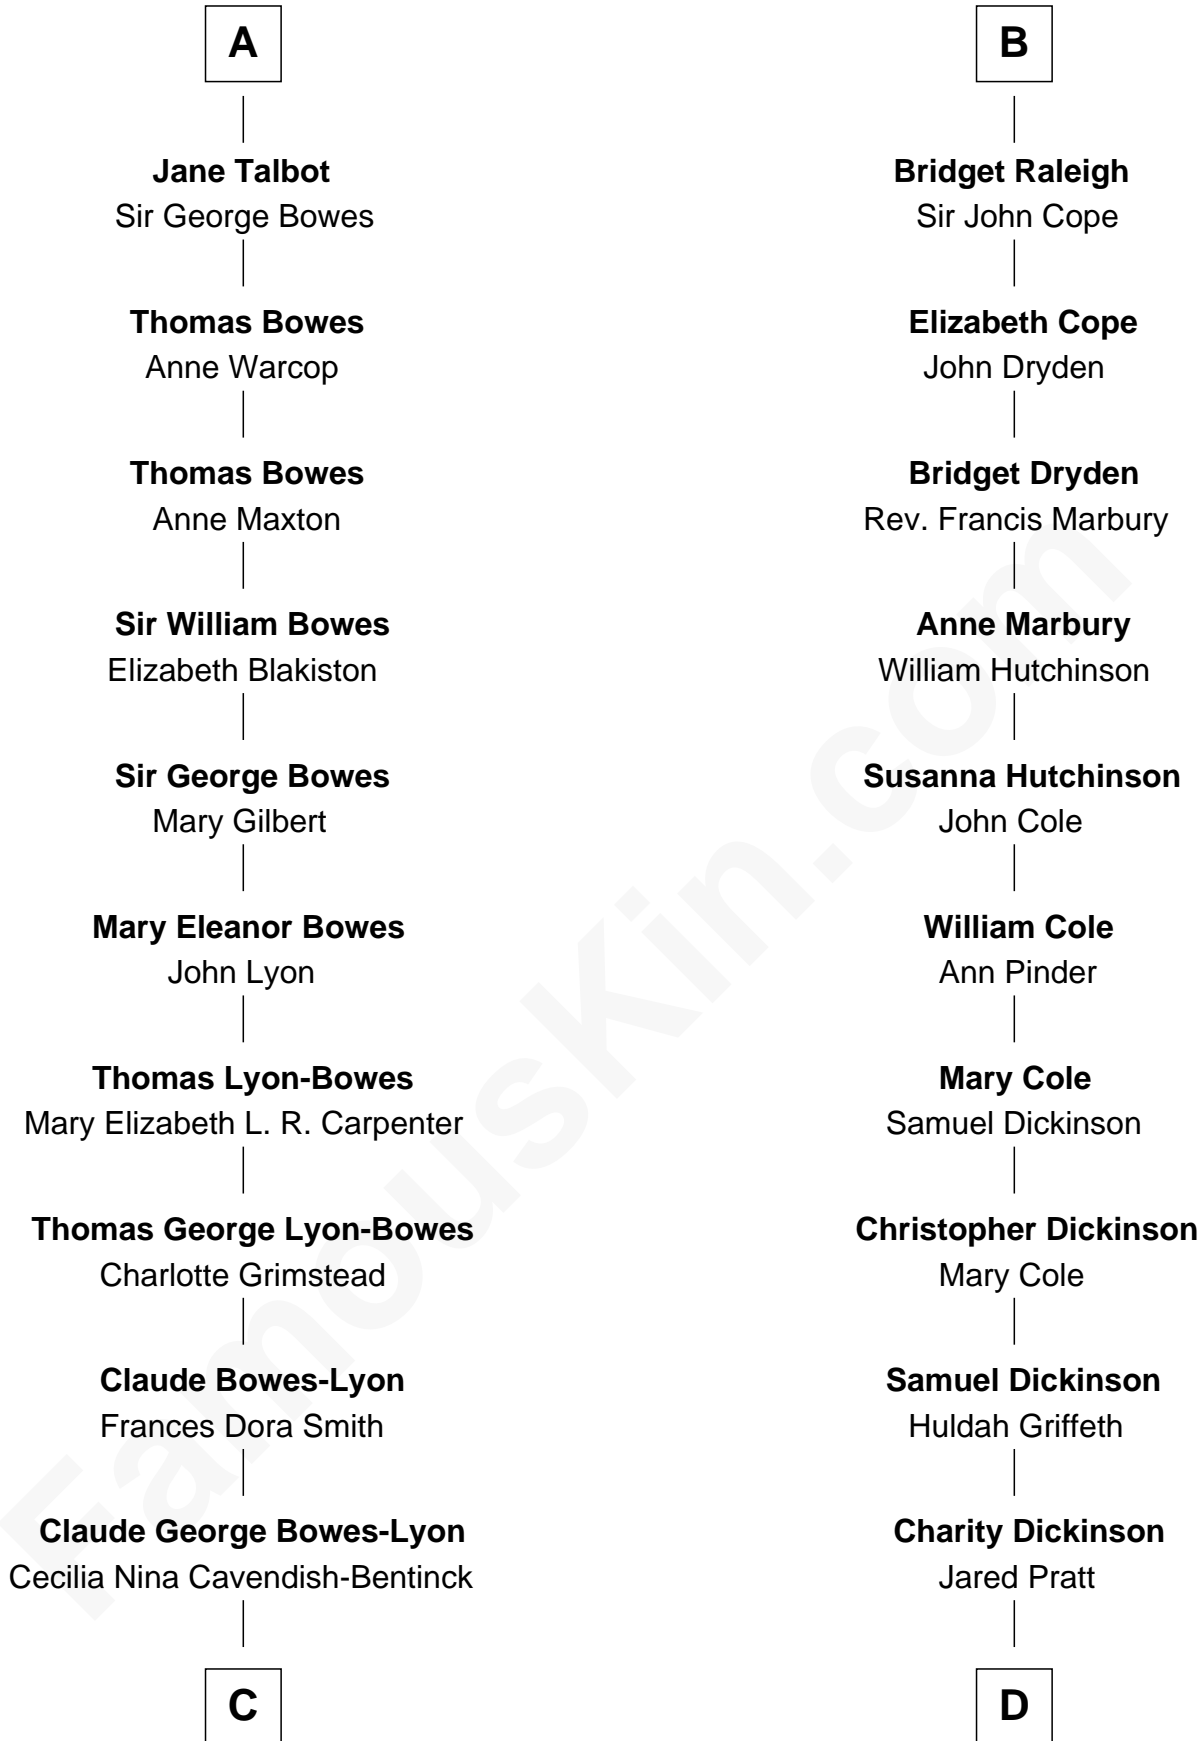 A
Jane Talbot
Sir George Bowes
Thomas Bowes
Anne Warcop
Thomas Bowes
Anne Maxton
Sir William Bowes
Elizabeth Blakiston
Sir George Bowes
Mary Gilbert
Mary Eleanor Bowes
John Lyon
Thomas Lyon-Bowes
Mary Elizabeth L. R. Carpenter
Thomas George Lyon-Bowes
Charlotte Grimstead
Claude Bowes-Lyon
Frances Dora Smith
Claude George Bowes-Lyon
Cecilia Nina Cavendish-Bentinck
C
B
Bridget Raleigh
Sir John Cope
Elizabeth Cope
John Dryden
Bridget Dryden
Rev. Francis Marbury
Anne Marbury
William Hutchinson
Susanna Hutchinson
John Cole
William Cole
Ann Pinder
Mary Cole
Samuel Dickinson
Christopher Dickinson
Mary Cole
Samuel Dickinson
Huldah Griffeth
Charity Dickinson
Jared Pratt
D
FamousKin.com